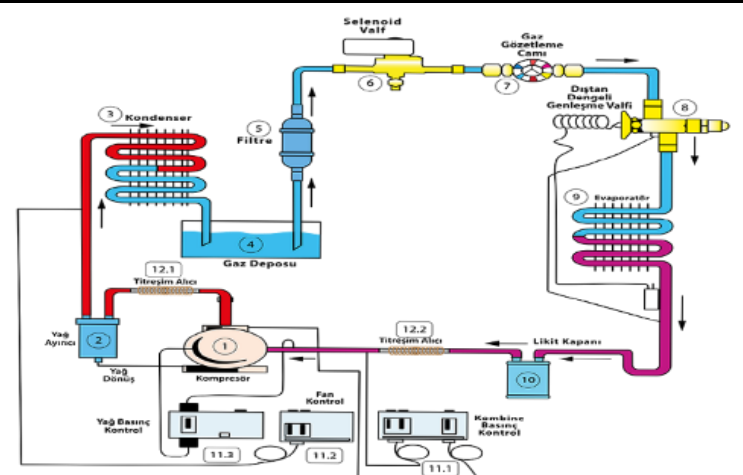 Selenoid
Valf
6
Gaz
Gözetleme
Camı
7
Dıştan
Dengeli
Genleşme Valfi
8
3
Kondenser
5
Filtre
9
Evaporatör
4
Gaz Deposu
12.1
Titreşim Alıcı
12.2
Titreşim Alıcı
Likit Kapanı
Yağ
Ayırıcı
2
1
Yağ
Dönüş
Kompresör
10
Fan
Kontrol
Yağ Basınç
Kontrol
Kombine
Basınç
Kontrol
11.3
11.2
11.1